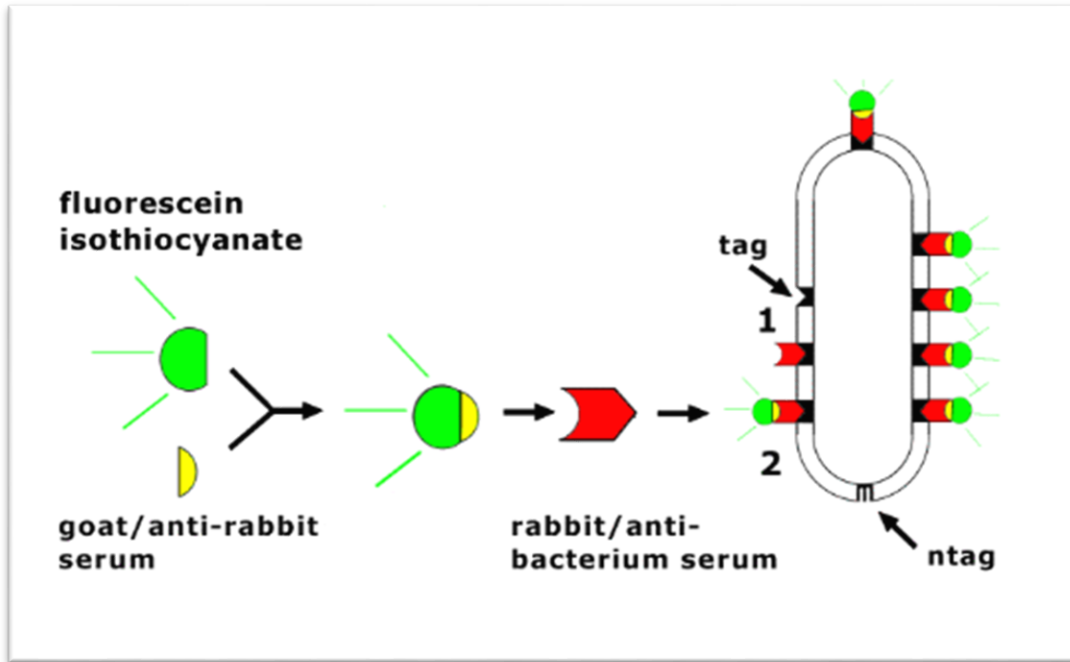 fluorescein
isothiocyanate
goat/anti-rabbit
serum
rabbit/anti-
bacterium serum
tag
1
2
ntag